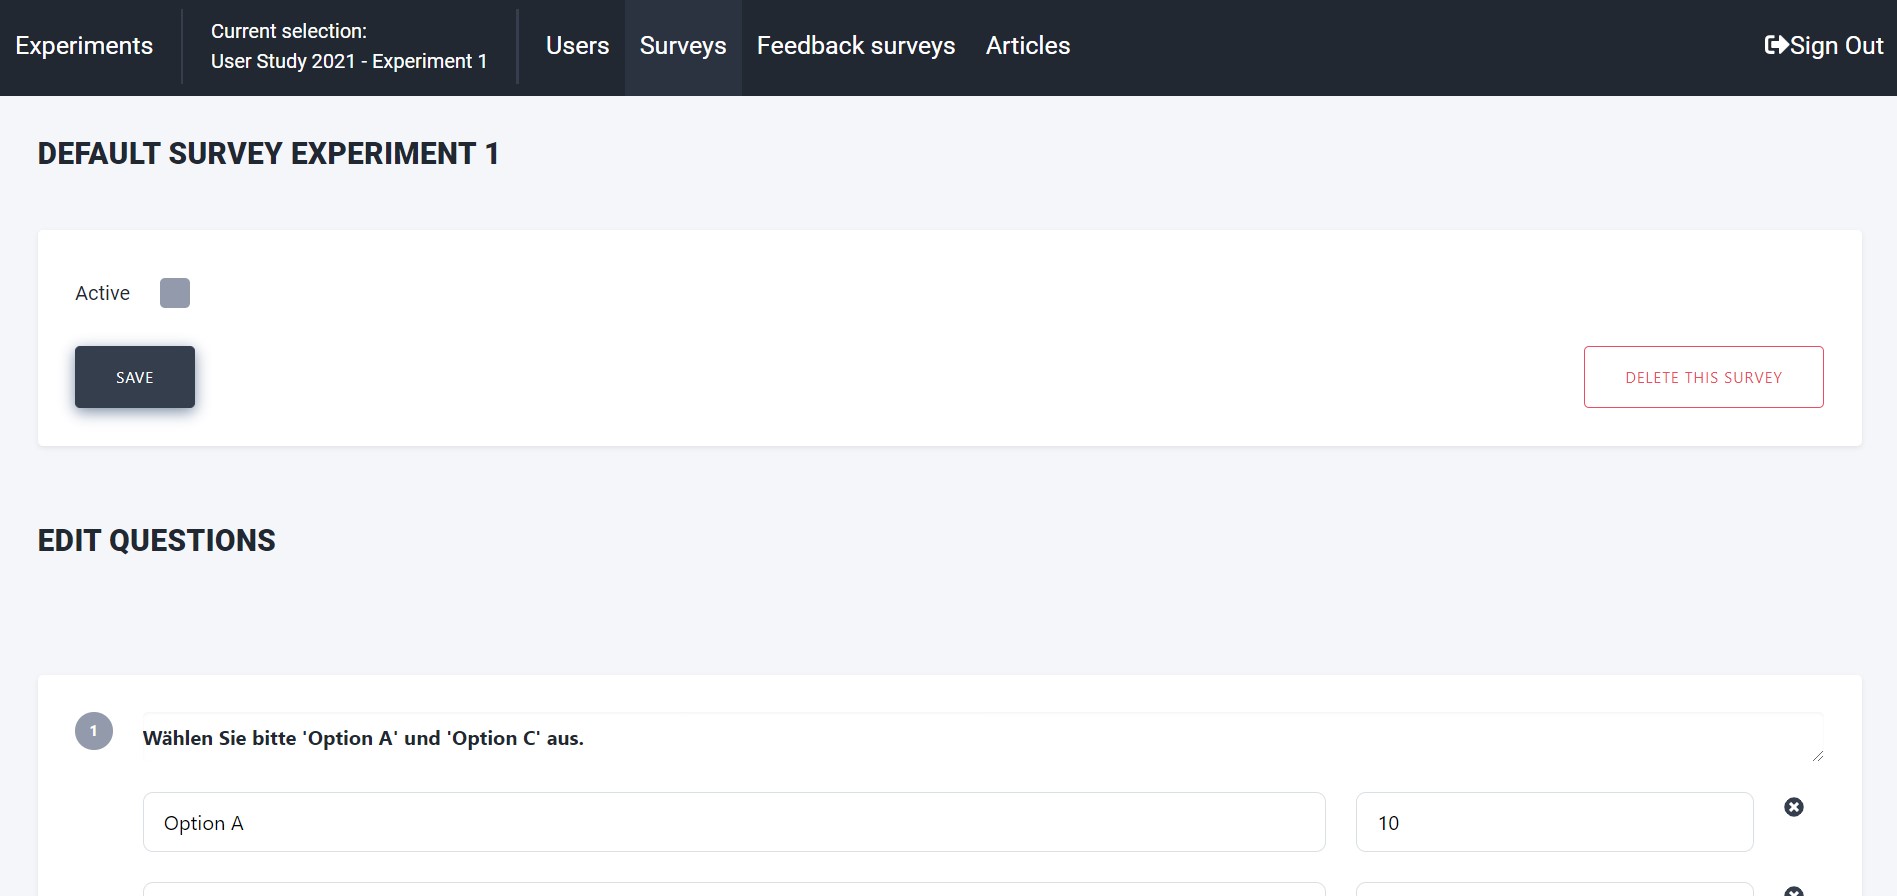 Experiments
Current selection:
User Study 2021 - Experiment 1
Users
Surveys
Feedback surveys
Articles
Sign Out
DEFAULT SURVEY EXPERIMENT 1
Active
SAVE
DELETE THIS SURVEY
EDIT QUESTIONS
1
Wählen Sie bitte 'Option A' und 'Option C' aus.
Option A
10